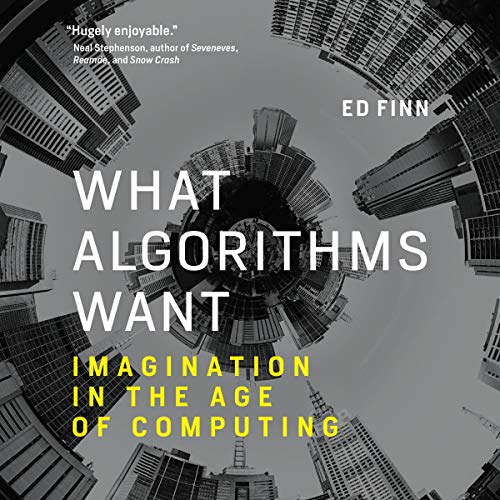 “Hugely enjoyable.”
Neal Stephenson, author of Seveneves,
Reamde, and Snow Crash
ED FINN
WHAT
ALGORITHMS
WANT
IMAGINATION
IN THE AGE
OF COMPUTING